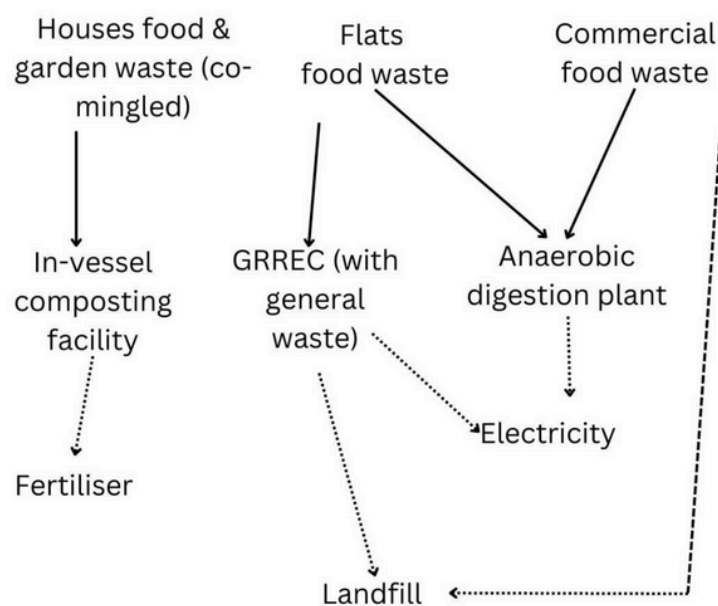 Houses food &
garden waste (co-
mingled)
Flats
food waste
Commercial
food waste
In-vessel
composting
facility
GRREC (with
general
waste)
Anaerobic
digestion plant
Electricity
Fertiliser
Landfill